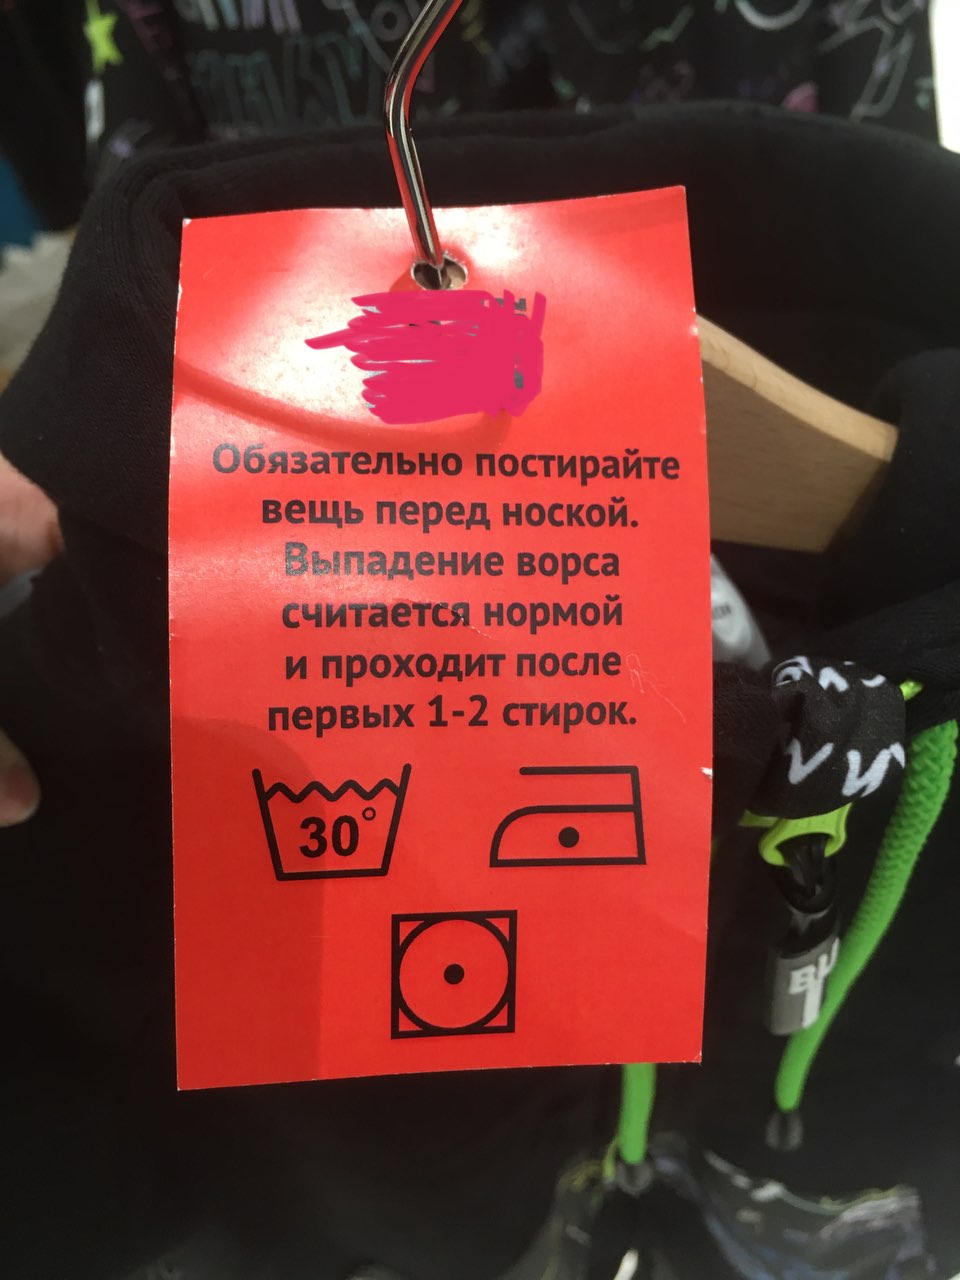 Обязательно постирайте
вещь перед ноской.
Выпадение ворса
считается нормой
и проходит после
первых 1-2 стирок.
30°